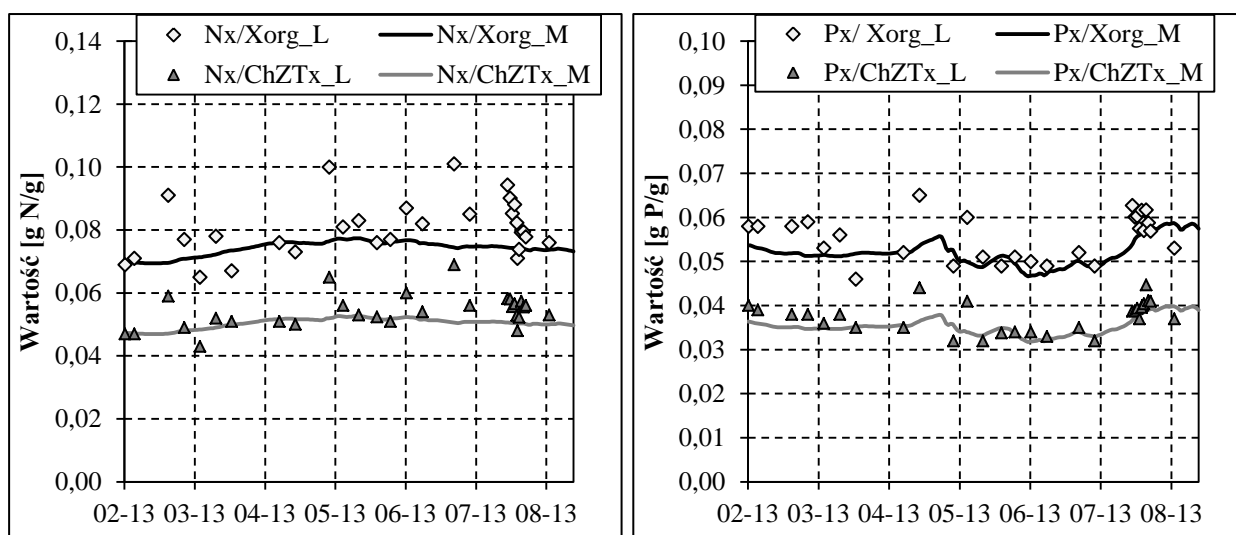 Nx/Xorg_L Nx/Xorg_M
Nx/ChZTx_L Nx/ChZTx_M
Wartość [g N/g]
0,14
0,12
0,10
0,08
0,06
0,04
0,02
0,00
02-13 03-13 04-13 05-13 06-13 07-13 08-13
Px/ Xorg_L Px/Xorg_M
Px/ChZTx_L Px/ChZTx_M
Wartość [g P/g]
0,10
0,09
0,08
0,07
0,06
0,05
0,04
0,03
0,02
0,01
0,00
02-13 03-13 04-13 05-13 06-13 07-13 08-13